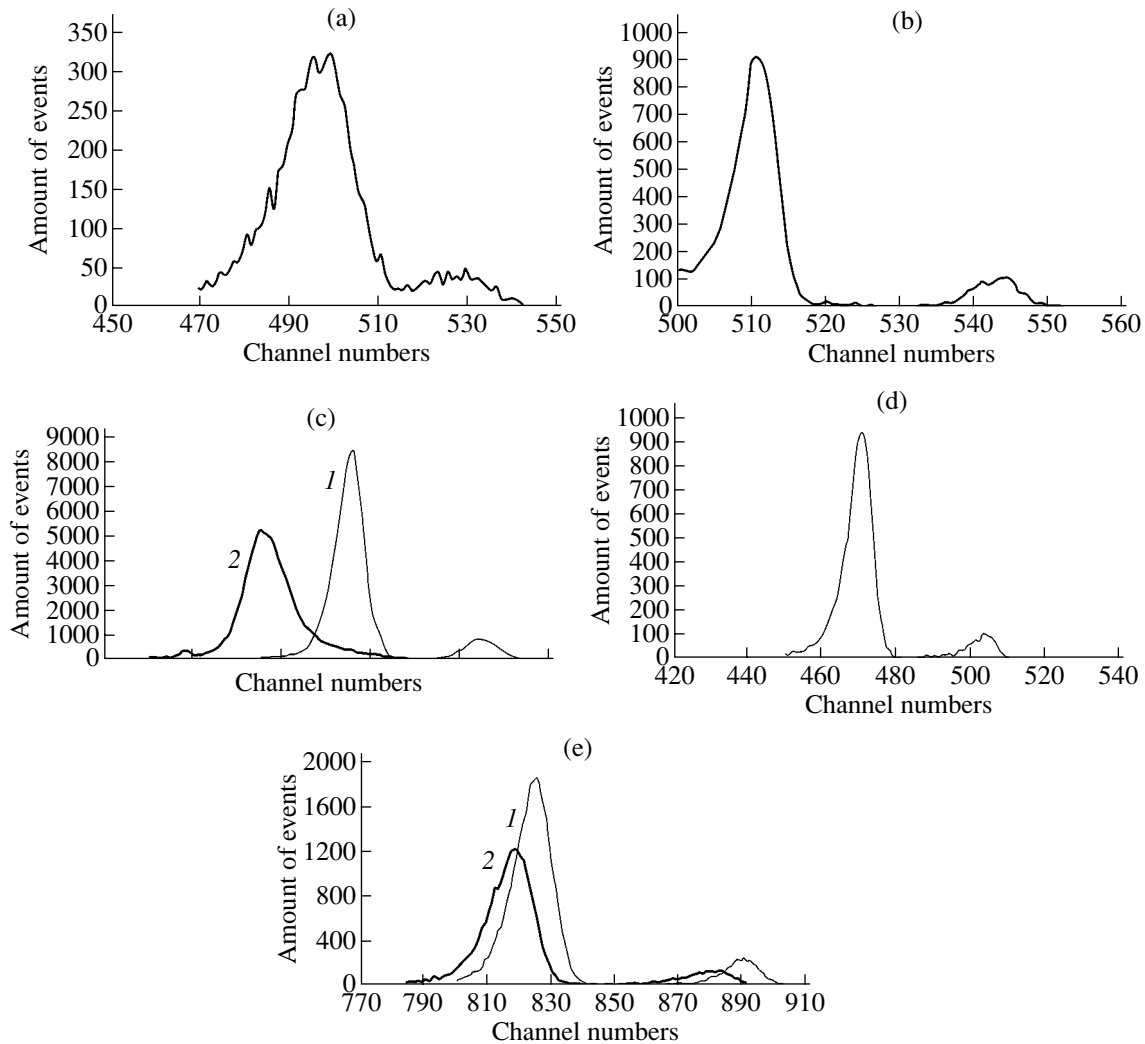 (a)
350
300
250
200
150
100
50
0
450 470 490 510 530 550
Channel numbers
Amount of events
(b)
1000
900
800
700
600
500
400
300
200
100
0
500 510 520 530 540 550 560
Channel numbers
Amount of events
(c)
9000
8000
7000
6000
5000
4000
3000
2000
1000
0
1
2
Channel numbers
Amount of events
(d)
1000
900
800
700
600
500
400
300
200
100
0
420 440 460 480 500 520 540
Channel numbers
Amount of events
(e)
2000
1600
1200
800
400
0
1
2
770 790 810 830 850 870 890 910
Channel numbers
Amount of events